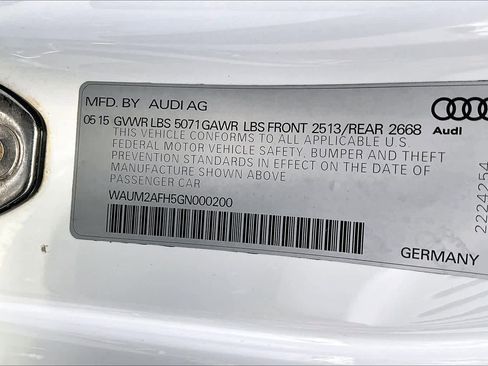 MFD. BY AUDI AG
05 15 GVWR LBS 5071 GAWR LBS FRONT 2513/REAR 2668
THIS VEHICLE CONFORMS TO ALL APPLICABLE U.S.
FEDERAL MOTOR VEHICLE SAFETY, BUMPER AND THEFT
PREVENTION STANDARDS IN EFFECT ON THE DATE OF
MANUFACTURE SHOWN ABOVE
PASSENGER CAR
WAUM2AFH5GN000200
Audi
2224254
GERMANY